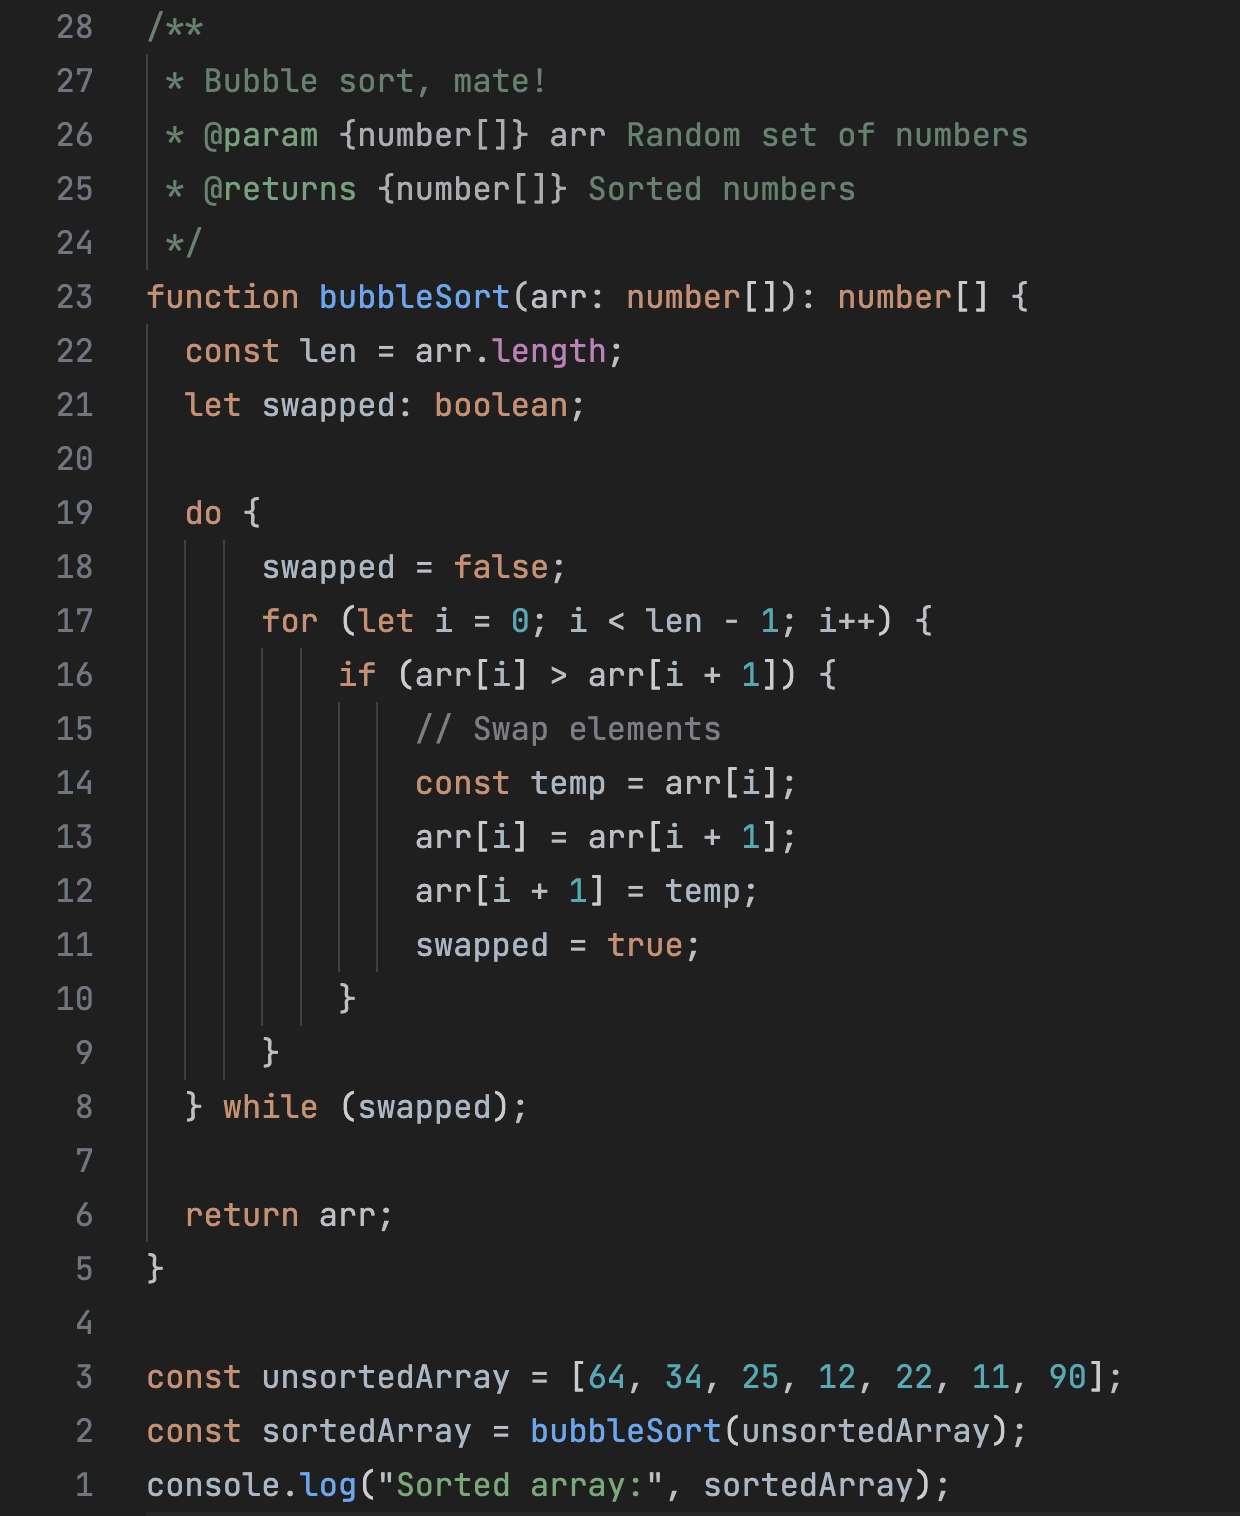 28 /**
27  * Bubble sort, mate!
26  * @param {number[]} arr Random set of numbers
25  * @returns {number[]} Sorted numbers
24  */
23 function bubbleSort(arr: number[]): number[] {
22   const len = arr.length;
21   let swapped: boolean;
20
19   do {
18       swapped = false;
17       for (let i = 0; i < len - 1; i++) {
16           if (arr[i] > arr[i + 1]) {
15               // Swap elements
14               const temp = arr[i];
13               arr[i] = arr[i + 1];
12               arr[i + 1] = temp;
11               swapped = true;
10           }
9       }
8   } while (swapped);
7
6   return arr;
5 }
4
3 const unsortedArray = [64, 34, 25, 12, 22, 11, 90];
2 const sortedArray = bubbleSort(unsortedArray);
1 console.log("Sorted array:", sortedArray);